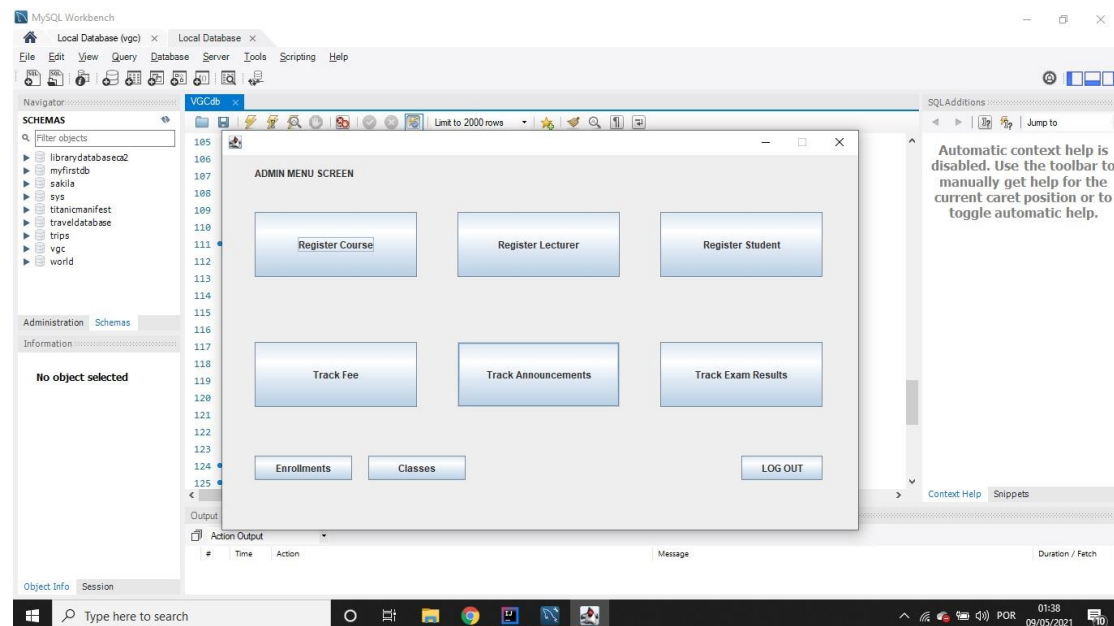 MySQL Workbench
Local Database (vgc) × Local Database ×
File Edit View Query Database Server Tools Scripting Help
Navigator
SCHEMAS
Filter objects
librarydatabaseca2
myfirstdb
sakila
sys
titanicmanifest
traveldatabase
trips
vgc
world
Administration Schemas
Information
No object selected
Object Info Session
VGCdb ×
Limit to 2000 rows
105
106
107
108
109
110
111
112
113
114
115
116
117
118
119
120
121
122
123
124
125
ADMIN MENU SCREEN
Register Course Register Lecturer Register Student
Track Fee Track Announcements Track Exam Results
Enrollments Classes LOG OUT
Output
Action Output
# Time Action Message Duration / Fetch
SQLAdditions
Jump to
Automatic context help is
disabled. Use the toolbar to
manually get help for the
current caret position or to
toggle automatic help.
Context Help Snippets
Type here to search
POR
01:38
09/05/2021